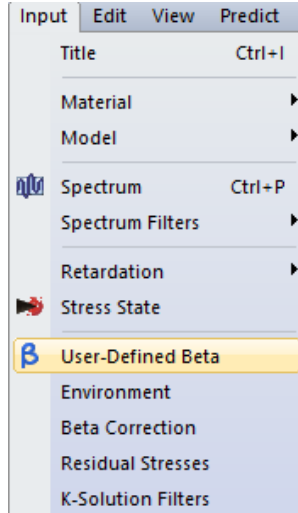 Input Edit View Predict
Title Ctrl+I
Material
Model
Spectrum Ctrl+P
Spectrum Filters
Retardation
Stress State
β User-Defined Beta
Environment
Beta Correction
Residual Stresses
K-Solution Filters